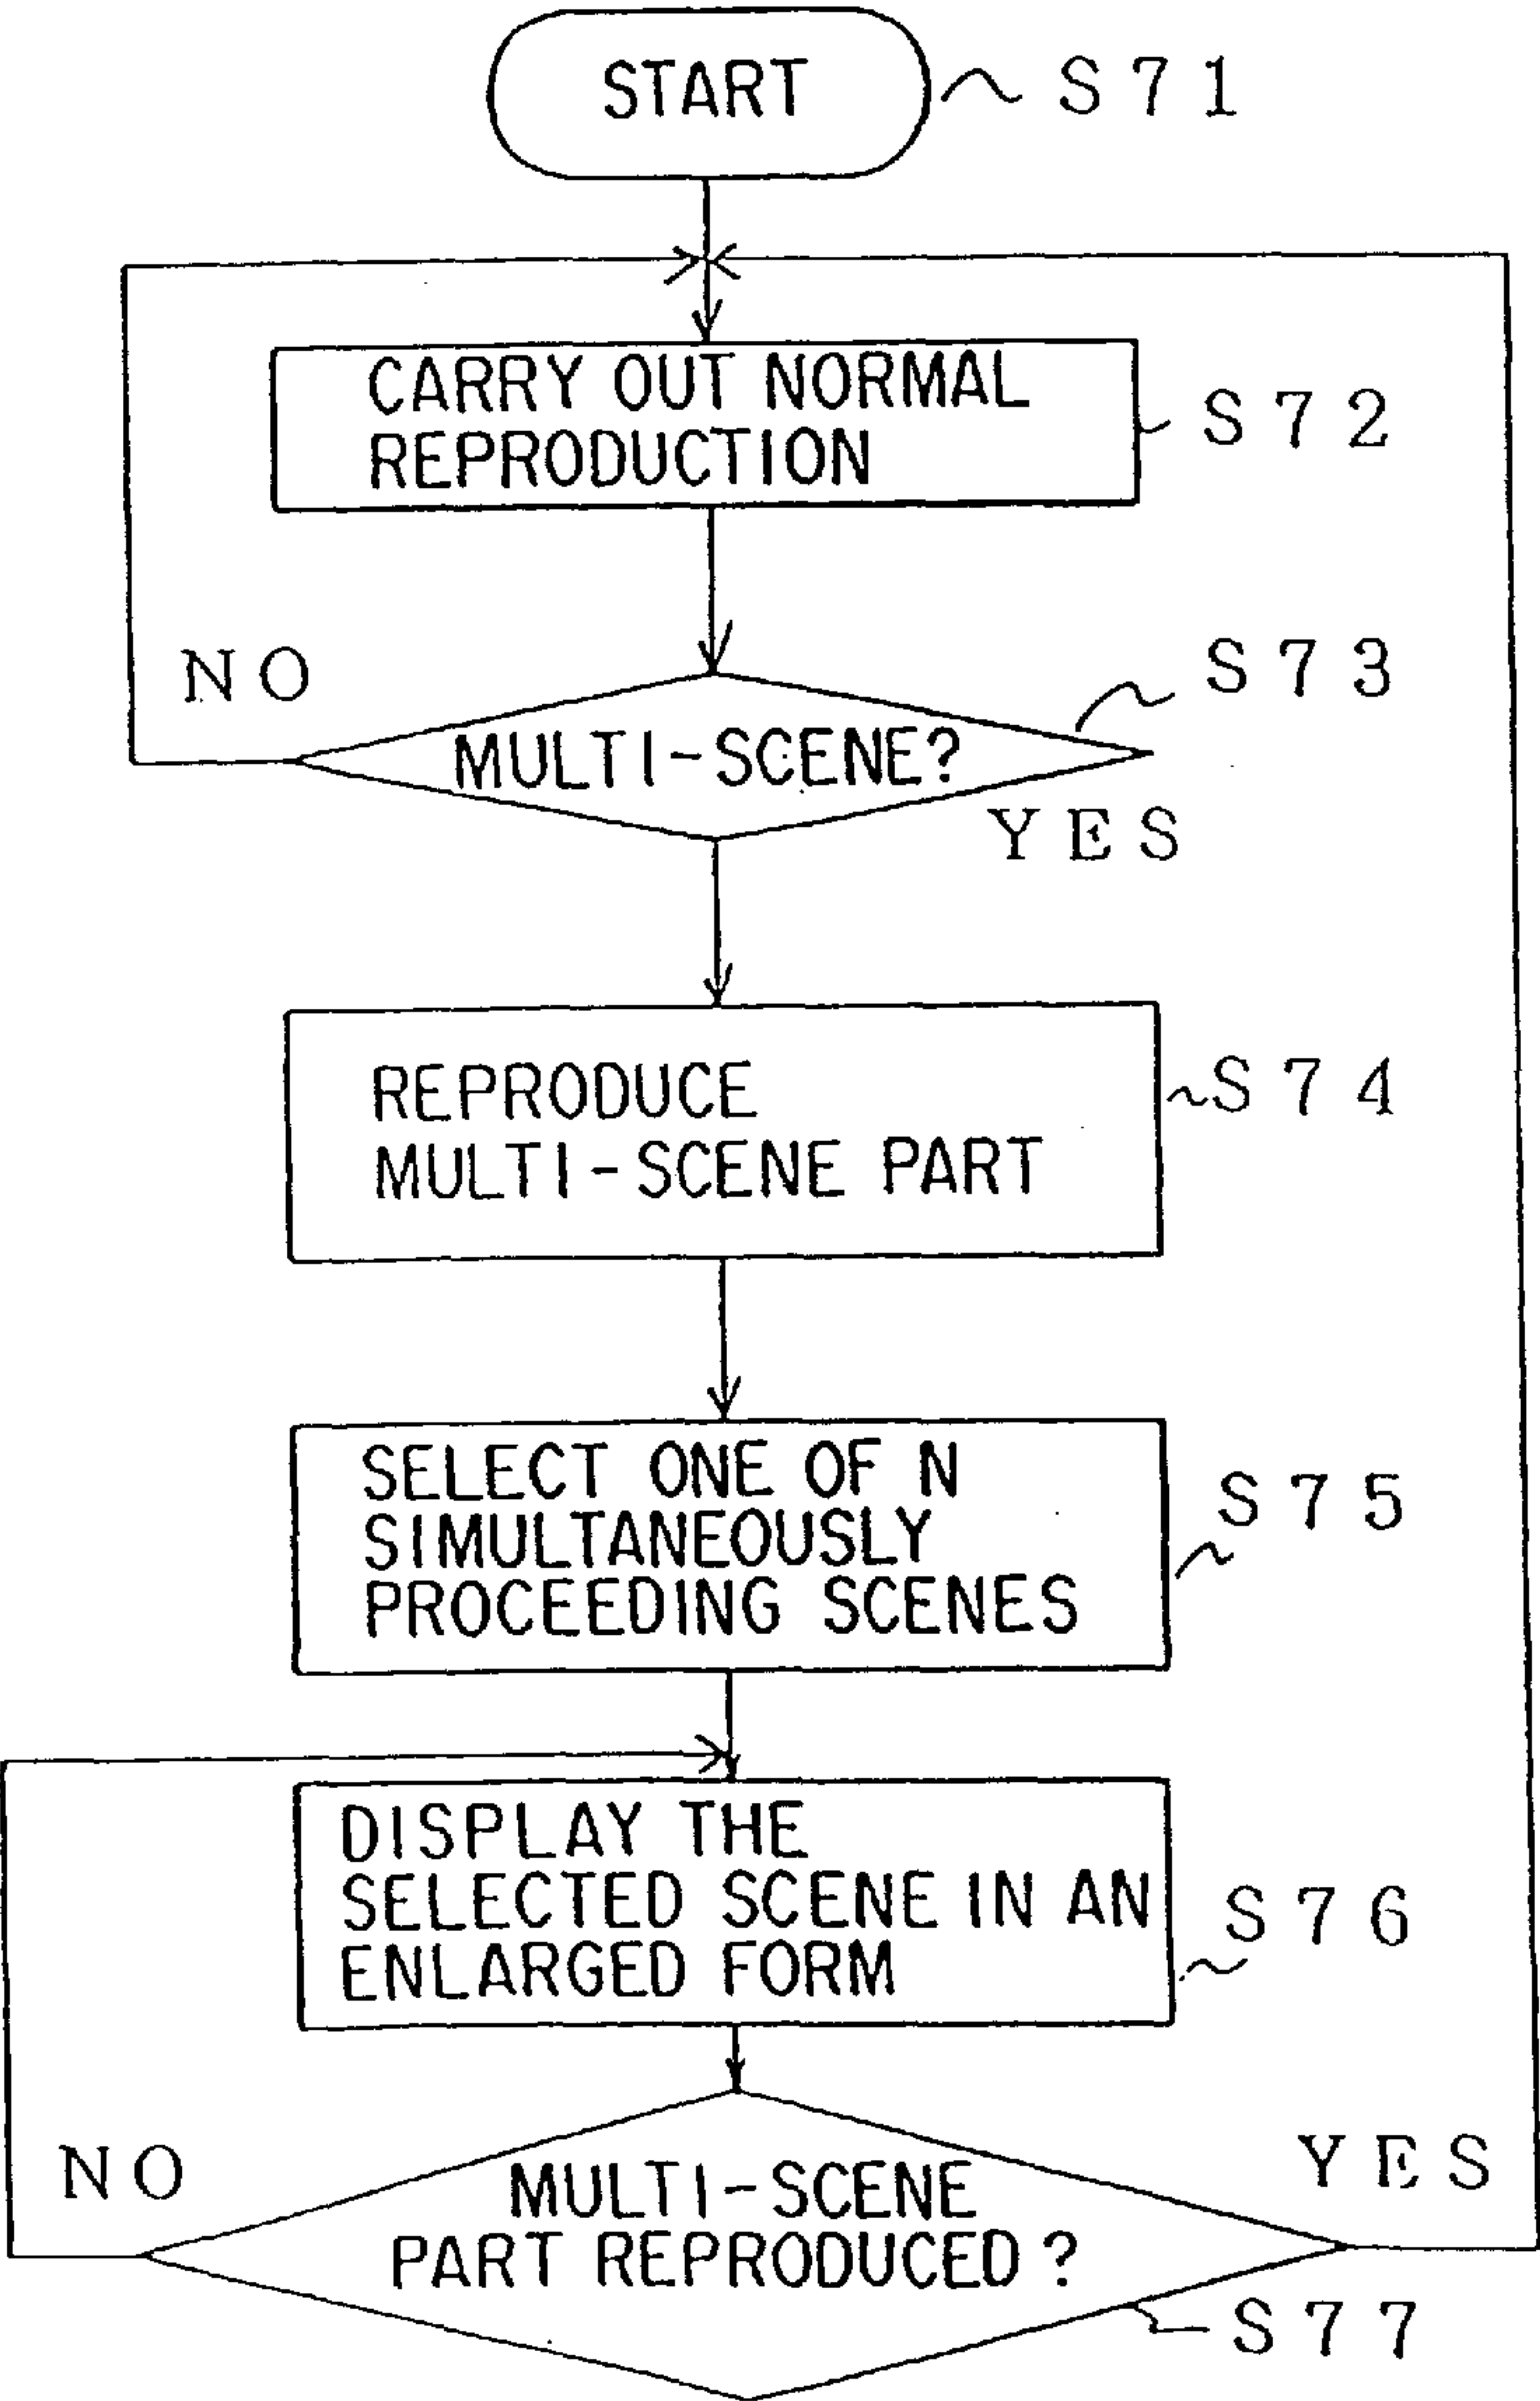 START
S71
CARRY OUT NORMAL
REPRODUCTION
S72
NO
S73
MULTI-SCENE?
YES
REPRODUCE
MULTI-SCENE PART
S74
SELECT ONE OF N
SIMULTANEOUSLY
PROCEEDING SCENES
S75
DISPLAY THE
SELECTED SCENE IN AN
ENLARGED FORM
S76
NO
YES
MULTI-SCENE
PART REPRODUCED?
S77